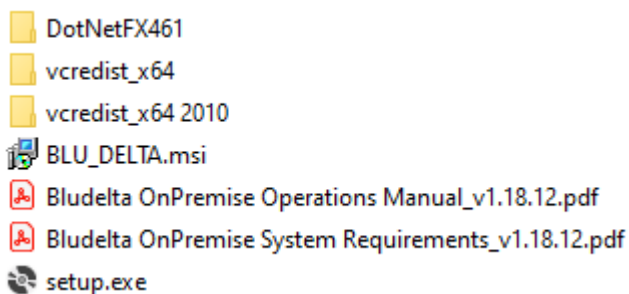 DotNetFX461
vcredist_x64
vcredist_x64 2010
BLU_DELTA.msi
Bludelta OnPremise Operations Manual_v1.18.12.pdf
Bludelta OnPremise System Requirements_v1.18.12.pdf
setup.exe